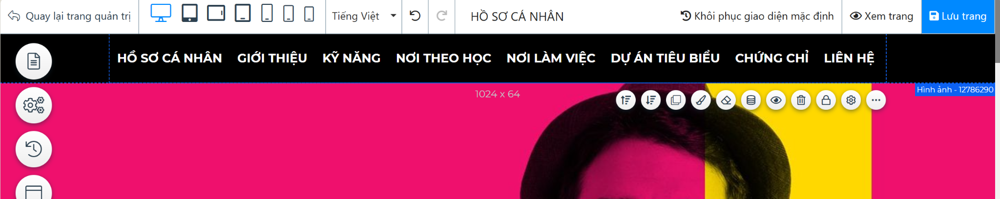 Quay lại trang quản trị
Tiếng Việt
HỒ SƠ CÁ NHÂN
Khôi phục giao diện mặc định
Xem trang
Lưu trang
HỒ SƠ CÁ NHÂN GIỚI THIỆU KỸ NĂNG NƠI THEO HỌC NƠI LÀM VIỆC DỰ ÁN TIÊU BIỂU CHỨNG CHỈ LIÊN HỆ
1024 x 64
Hình ảnh - 12786290